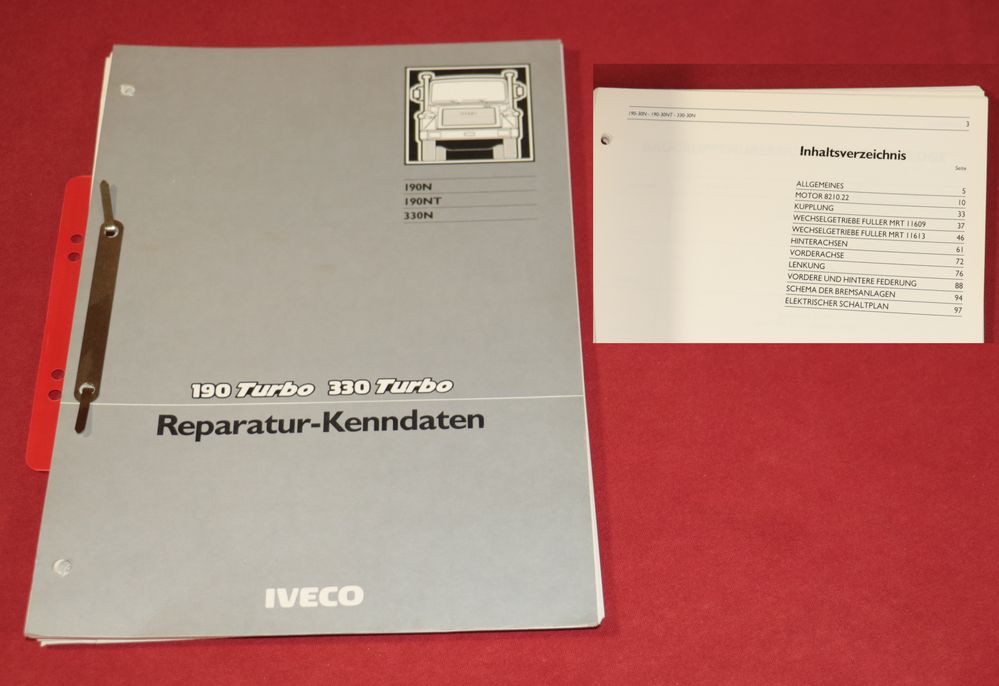 190N
190NT
330N
190 Turbo 330 Turbo
Reparatur-Kenndaten
IVECO
190-30N - 190-30NT - 330-30N
3
Inhaltsverzeichnis
Seite
ALLGEMEINES 5
MOTOR 8210.22 10
KUPPLUNG 33
WECHSELGETRIEBE FULLER MRT 11609 37
WECHSELGETRIEBE FULLER MRT 11613 46
HINTERACHSEN 61
VORDERACHSE 72
LENKUNG 76
VORDERE UND HINTERE FEDERUNG 88
SCHEMA DER BREMSANLAGEN 94
ELEKTRISCHER SCHALTPLAN 97